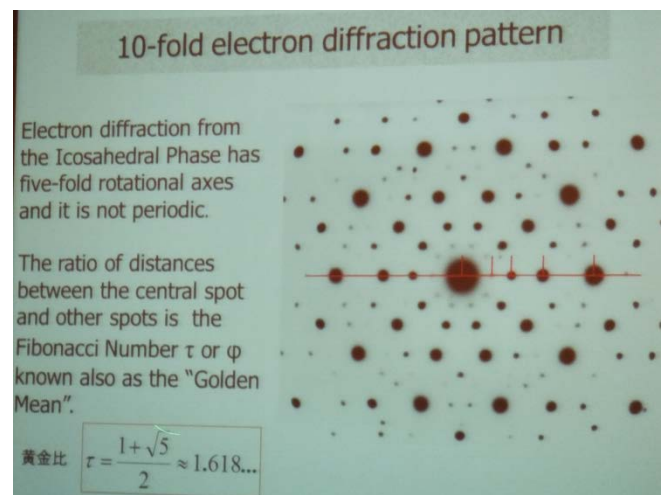 10-fold electron diffraction pattern
Electron diffraction from
the Icosahedral Phase has
five-fold rotational axes
and it is not periodic.
The ratio of distances
between the central spot
and other spots is the
Fibonacci Number τ or φ
known also as the “Golden
Mean”.
黄金比 τ = (1+√5)/2 ≈ 1.618...